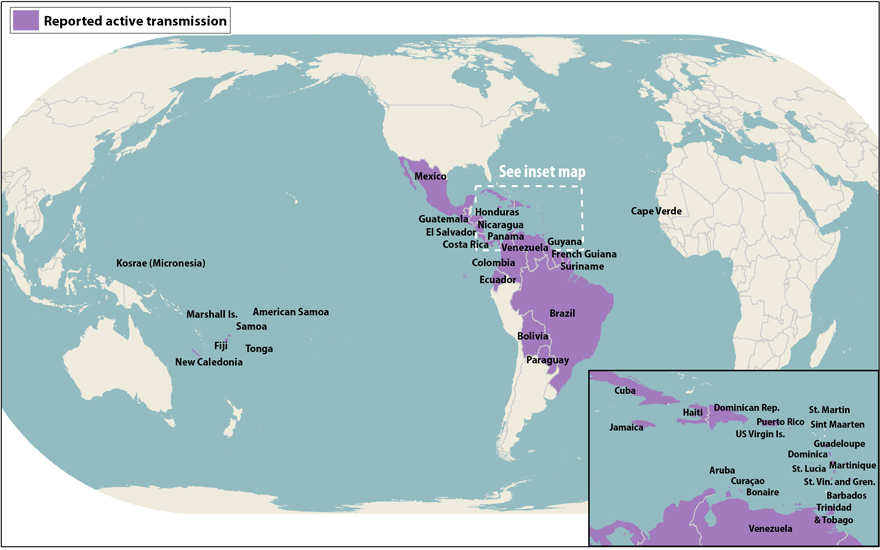 Reported active transmission
See inset map
Mexico
Honduras
Guatemala
Nicaragua
El Salvador
Panama
Costa Rica
Venezuela
Guyana
French Guiana
Suriname
Colombia
Ecuador
Brazil
Bolivia
Paraguay
Cape Verde
Kosrae (Micronesia)
Marshall Is.
American Samoa
Samoa
Fiji
Tonga
New Caledonia
Cuba
Haiti
Dominican Rep.
Jamaica
Puerto Rico
US Virgin Is.
St. Martin
Sint Maarten
Guadeloupe
Dominica
Martinique
St. Lucia
St. Vin. and Gren.
Aruba
Curaçao
Bonaire
Barbados
Trinidad
& Tobago
Venezuela